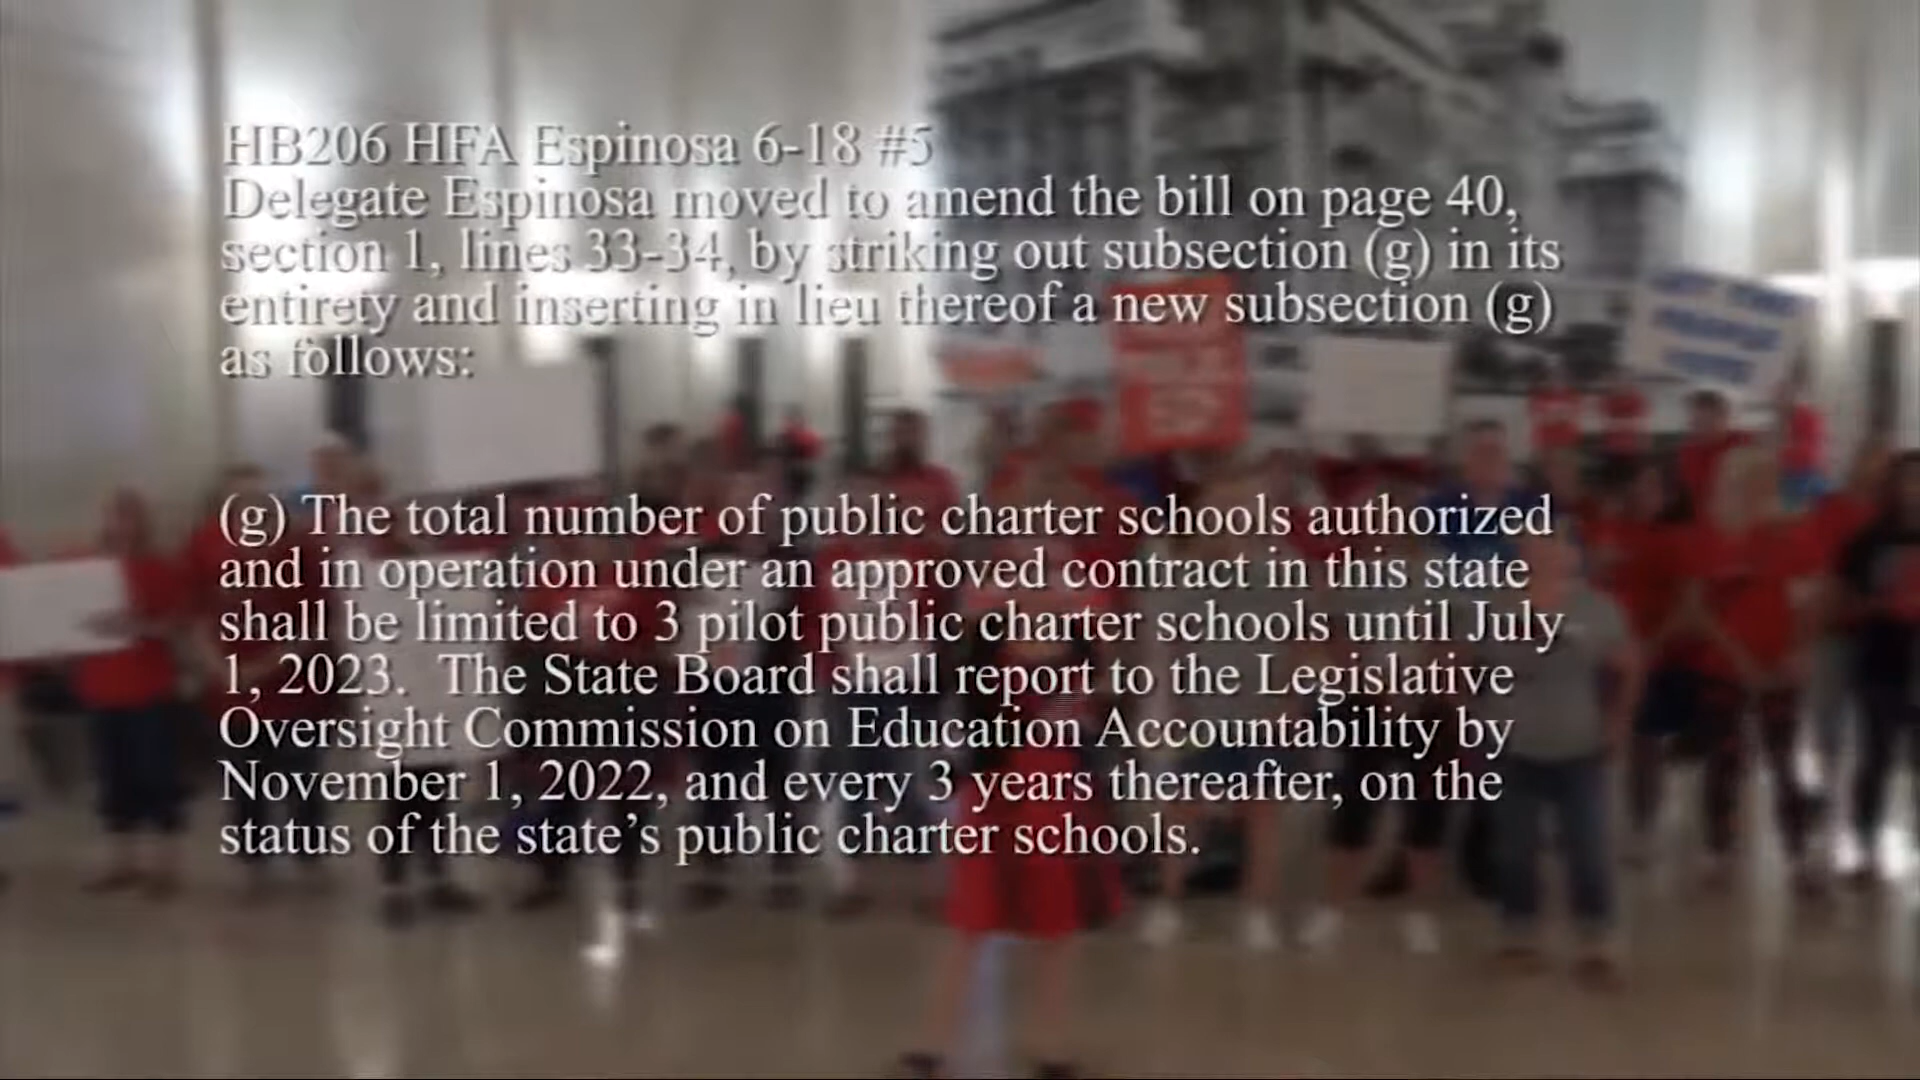 HB206 HFA Espinosa 6-18 #5
Delegate Espinosa moved to amend the bill on page 40,
section 1, lines 33-34, by striking out subsection (g) in its
entirety and inserting in lieu thereof a new subsection (g)
as follows:
(g) The total number of public charter schools authorized
and in operation under an approved contract in this state
shall be limited to 3 pilot public charter schools until July
1, 2023.  The State Board shall report to the Legislative
Oversight Commission on Education Accountability by
November 1, 2022, and every 3 years thereafter, on the
status of the state’s public charter schools.